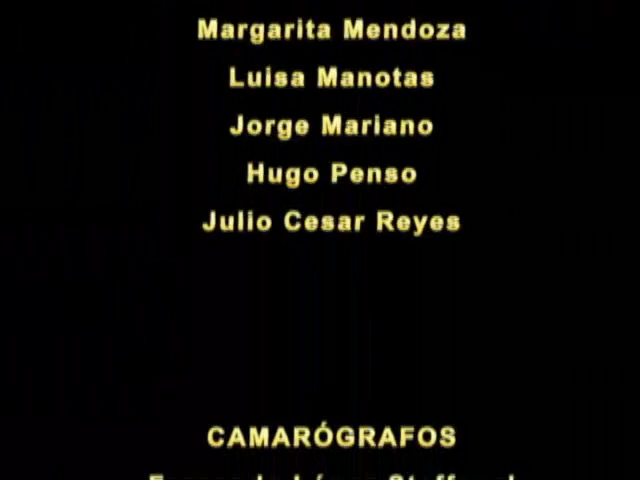 Margarita Mendoza
Luisa Manotas
Jorge Mariano
Hugo Penso
Julio Cesar Reyes
CAMARÓGRAFOS